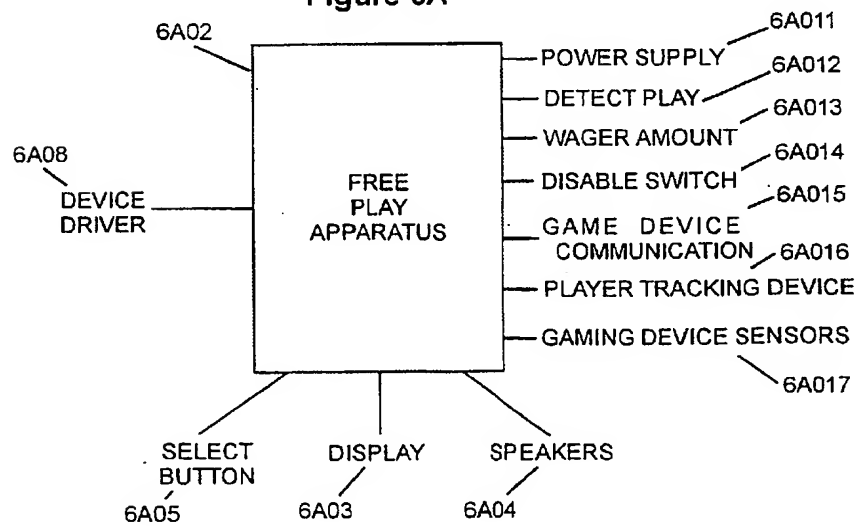 Figure 6A
6A02
6A011
POWER SUPPLY
6A012
DETECT PLAY
6A013
WAGER AMOUNT
6A014
DISABLE SWITCH
6A015
GAME DEVICE
COMMUNICATION
6A016
PLAYER TRACKING DEVICE
GAMING DEVICE SENSORS
6A017
6A08
DEVICE
DRIVER
FREE
PLAY
APPARATUS
SELECT
BUTTON
6A05
DISPLAY
6A03
SPEAKERS
6A04